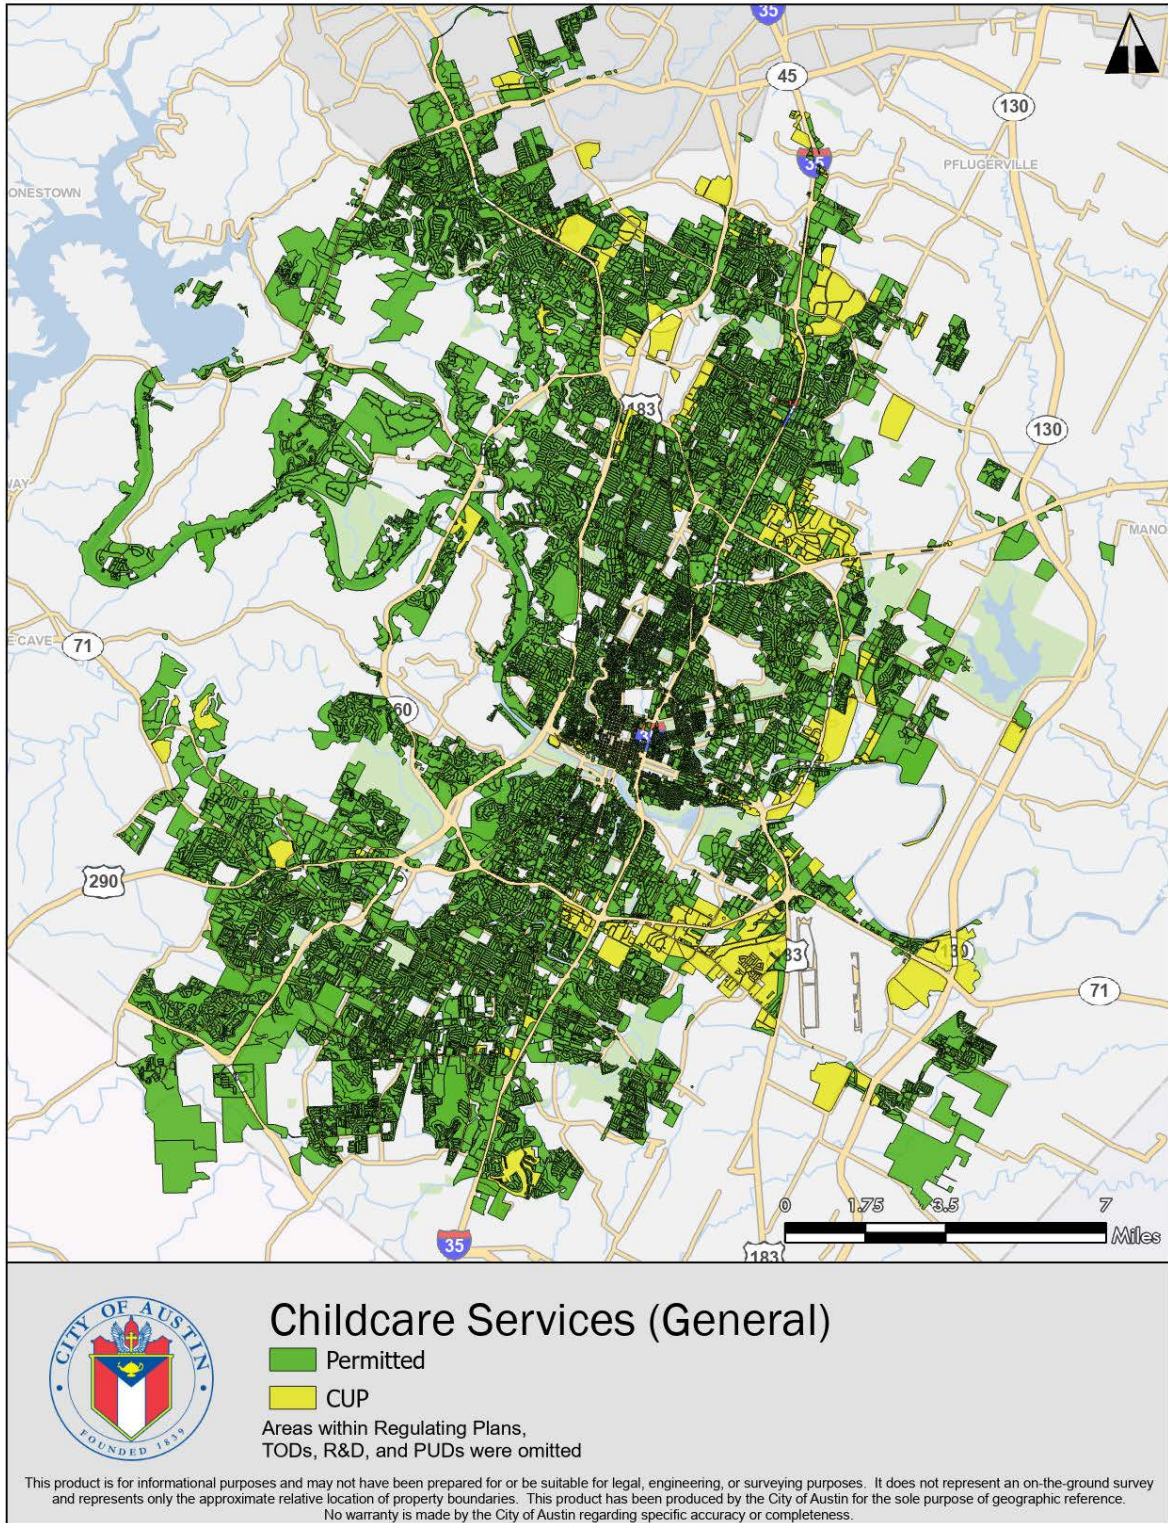 35
45
130
35
PFLUGERVILLE
ONESTOWN
183
130
WAY
MANO
E CAVE
71
60
290
183
130
71
0 1.75 3.5 7
Miles
35
183
CITY OF AUSTIN
FOUNDED 1839
Childcare Services (General)
Permitted
CUP
Areas within Regulating Plans,
TODs, R&D, and PUDs were omitted
This product is for informational purposes and may not have been prepared for or be suitable for legal, engineering, or surveying purposes. It does not represent an on-the-ground survey
and represents only the approximate relative location of property boundaries. This product has been produced by the City of Austin for the sole purpose of geographic reference.
No warranty is made by the City of Austin regarding specific accuracy or completeness.